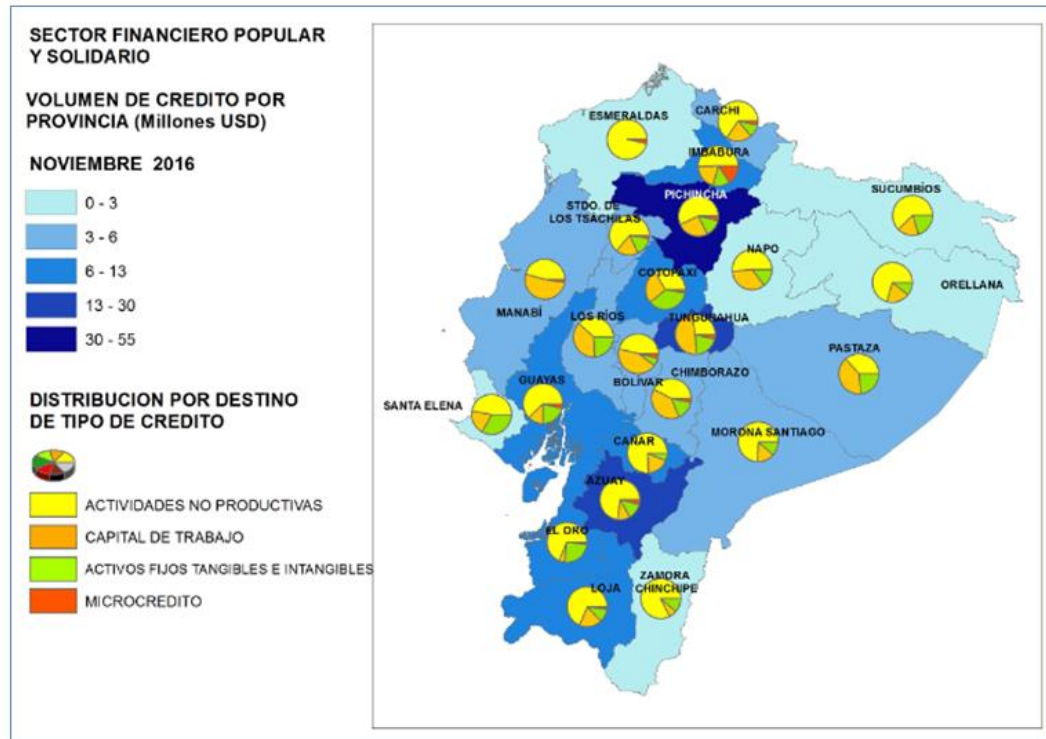 SECTOR FINANCIERO POPULAR
Y SOLIDARIO
VOLUMEN DE CREDITO POR
PROVINCIA (Millones USD)
NOVIEMBRE 2016
0 - 3
3 - 6
6 - 13
13 - 30
30 - 55
DISTRIBUCION POR DESTINO
DE TIPO DE CREDITO
ACTIVIDADES NO PRODUCTIVAS
CAPITAL DE TRABAJO
ACTIVOS FIJOS TANGIBLES E INTANGIBLES
MICROCREDITO
ESMERALDAS
CARCHI
IMBABURA
PICHINCHA
SUCUMBÍOS
STDO. DE
LOS TSACHILAS
NAPO
COTOPAXI
ORELLANA
MANABÍ
LOS RÍOS
TUNGURAHUA
PASTAZA
BOLÍVAR
CHIMBORAZO
GUAYAS
SANTA ELENA
MORONA SANTIAGO
CAÑAR
AZUAY
EL ORO
LOJA
ZAMORA
CHINCHIPE